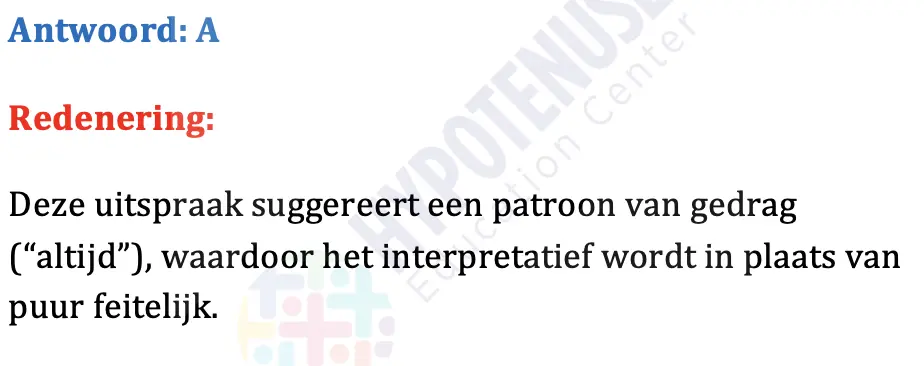 Antwoord: A
Redenering:
Deze uitspraak suggereert een patroon van gedrag
(“altijd”), waardoor het interpretatief wordt in plaats van
puur feitelijk.
HYPOTENUSE
Education Center